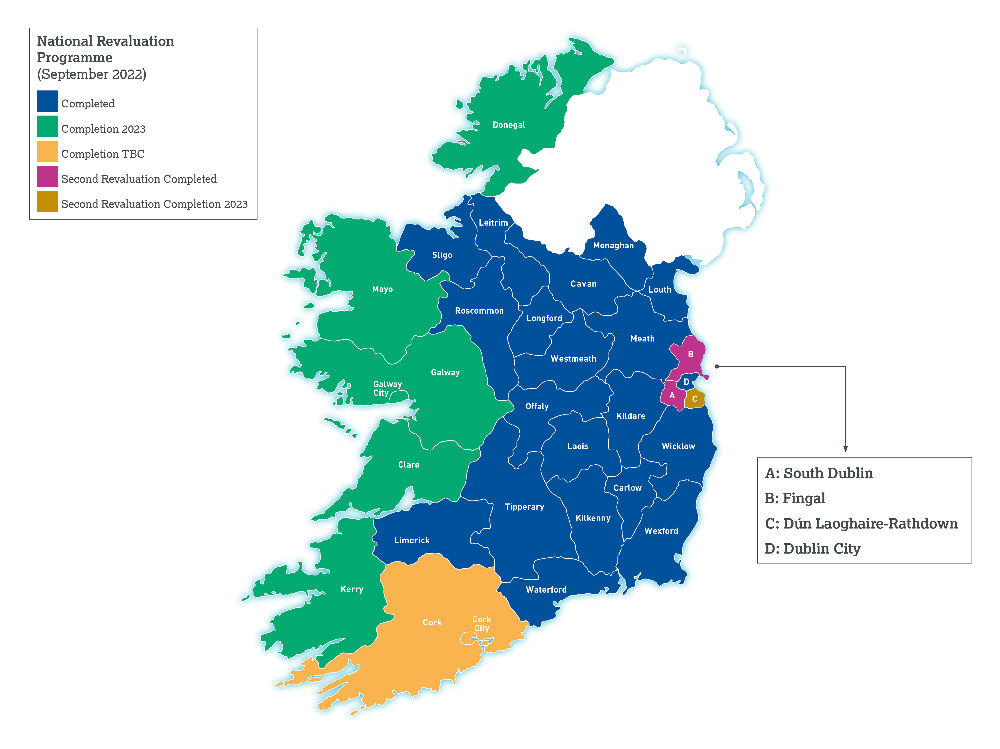 National Revaluation
Programme
(September 2022)
Completed
Completion 2023
Completion TBC
Second Revaluation Completed
Second Revaluation Completion 2023
Donegal
Leitrim
Monaghan
Sligo
Cavan
Louth
Mayo
Roscommon
Longford
Meath
B
Westmeath
Galway
Galway
City
D
A
C
Offaly
Kildare
Laois
Wicklow
Clare
Carlow
Tipperary
Kilkenny
Wexford
Limerick
Kerry
Waterford
Cork
Cork
City
A: South Dublin
B: Fingal
C: Dún Laoghaire-Rathdown
D: Dublin City